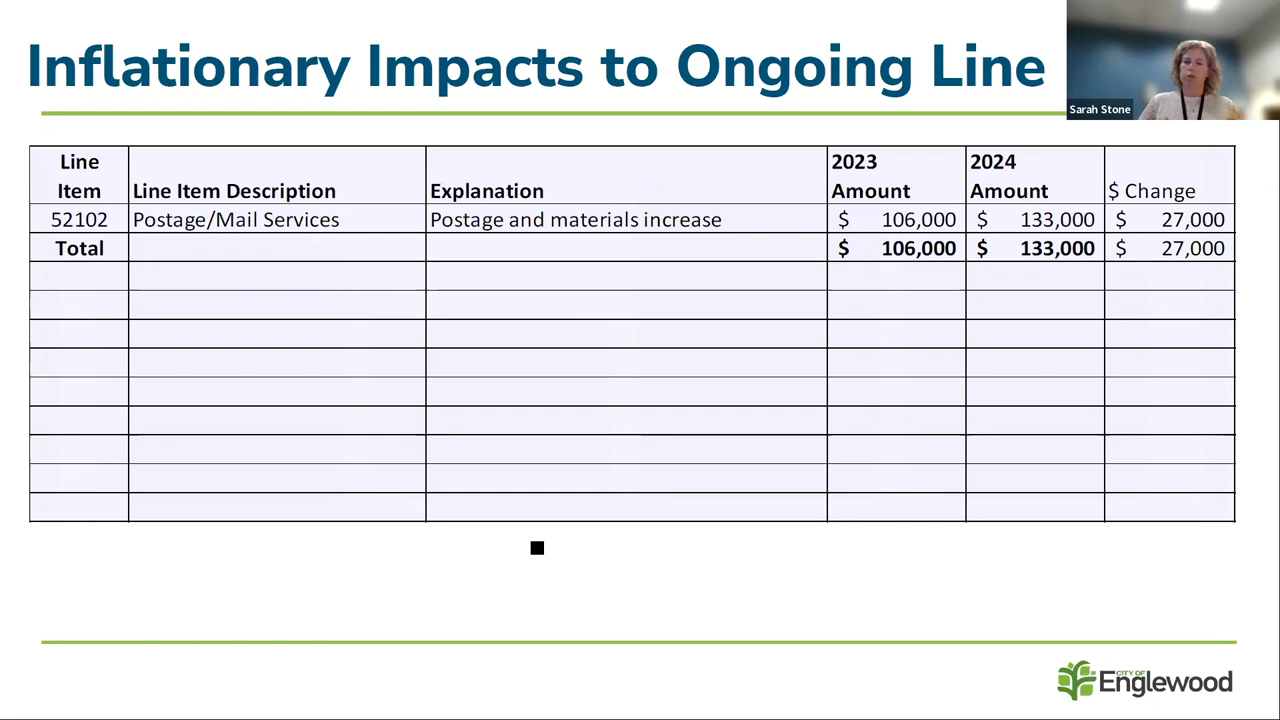 Inflationary Impacts to Ongoing Line
Sarah Stone
Line Item Line Item Description Explanation 2023 Amount 2024 Amount $ Change
52102 Postage/Mail Services Postage and materials increase $ 106,000 $ 133,000 $ 27,000
Total $ 106,000 $ 133,000 $ 27,000
CITY OF
Englewood